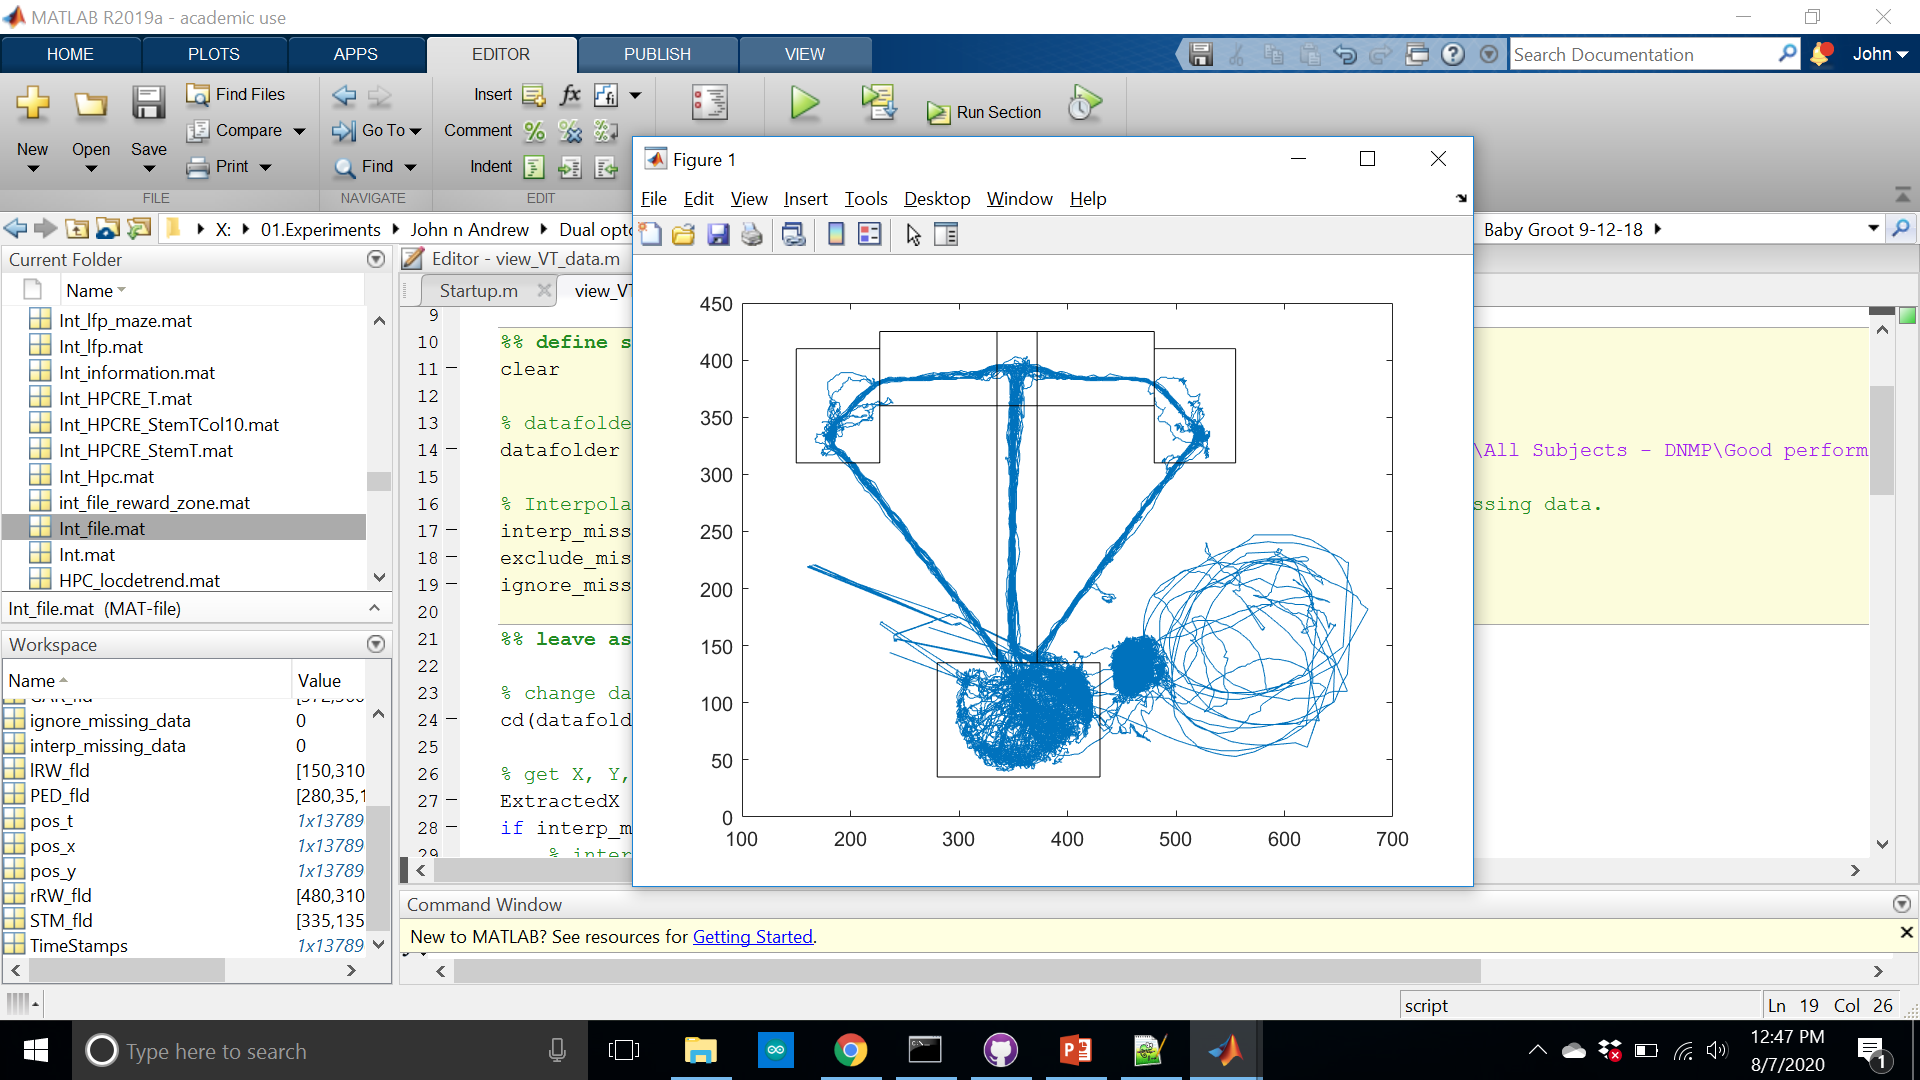 MATLAB R2019a - academic use
HOME PLOTS APPS EDITOR PUBLISH VIEW
Search Documentation
John
New
Open
Save
Find Files
Compare
Print
FILE
Go To
Find
NAVIGATE
Insert
Comment
Indent
EDIT
Run Section
X: 01.Experiments John n Andrew Dual opto
Baby Groot 9-12-18
Current Folder
Name
Int_lfp_maze.mat
Int_lfp.mat
Int_information.mat
Int_HPCRE_T.mat
Int_HPCRE_StemTCol10.mat
Int_HPCRE_StemT.mat
Int_Hpc.mat
int_file_reward_zone.mat
Int_file.mat
Int.mat
HPC_locdetrend.mat
Int_file.mat (MAT-file)
Workspace
Name Value
ignore_missing_data 0
interp_missing_data 0
lRW_fld [150,310
PED_fld [280,35,1
pos_t 1x13789
pos_x 1x13789
pos_y 1x13789
rRW_fld [480,310
STM_fld [335,135
TimeStamps 1x13789
Editor - view_VT_data.m
Startup.m
view_VT
9
10 %% define s
11 clear
12
13 % datafolde
14 datafolder \All Subjects - DNMP\Good perform
15
16 % Interpola ssing data.
17 interp_miss
18 exclude_mis
19 ignore_miss
20
21 %% leave as
22
23 % change da
24 cd(datafold
25
26 % get X, Y,
27 ExtractedX
28 if interp_m
29 % inter
Figure 1
File Edit View Insert Tools Desktop Window Help
450
400
350
300
250
200
150
100
50
0
100 200 300 400 500 600 700
Command Window
New to MATLAB? See resources for Getting Started.
script
Ln 19 Col 26
Type here to search
12:47 PM
8/7/2020
1